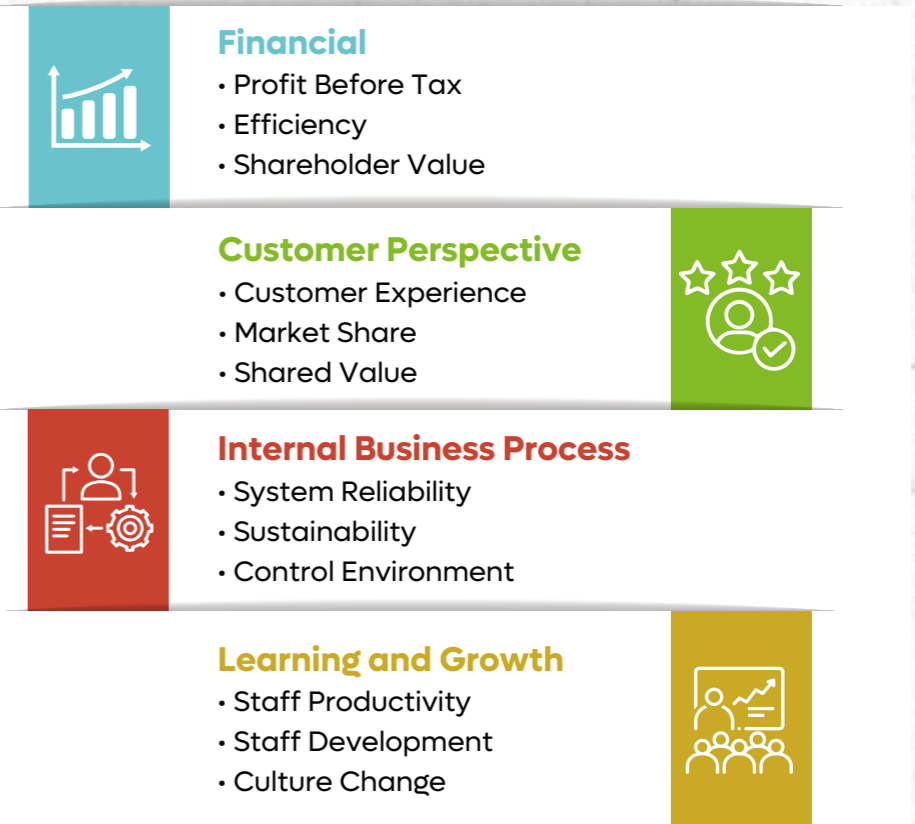 Financial
• Profit Before Tax
• Efficiency
• Shareholder Value
Customer Perspective
• Customer Experience
• Market Share
• Shared Value
Internal Business Process
• System Reliability
• Sustainability
• Control Environment
Learning and Growth
• Staff Productivity
• Staff Development
• Culture Change